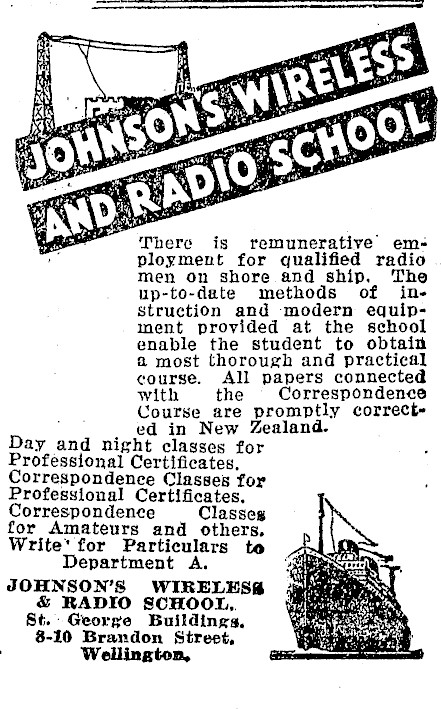 JOHNSON'S WIRELESS
AND RADIO SCHOOL
There is remunerative em-
ployment for qualified radio
men on shore and ship. The
up-to-date methods of in-
struction and modern equip-
ment provided at the school
enable the student to obtain
a most thorough and practical
course. All papers connected
with the Correspondence
Course are promptly correct-
ed in New Zealand.
Day and night classes for
Professional Certificates.
Correspondence Classes for
Professional Certificates.
Correspondence Classes
for Amateurs and others.
Write for Particulars to
Department A.
JOHNSON'S WIRELESS
& RADIO SCHOOL.
St. George Buildings.
8-10 Brandon Street.
Wellington.